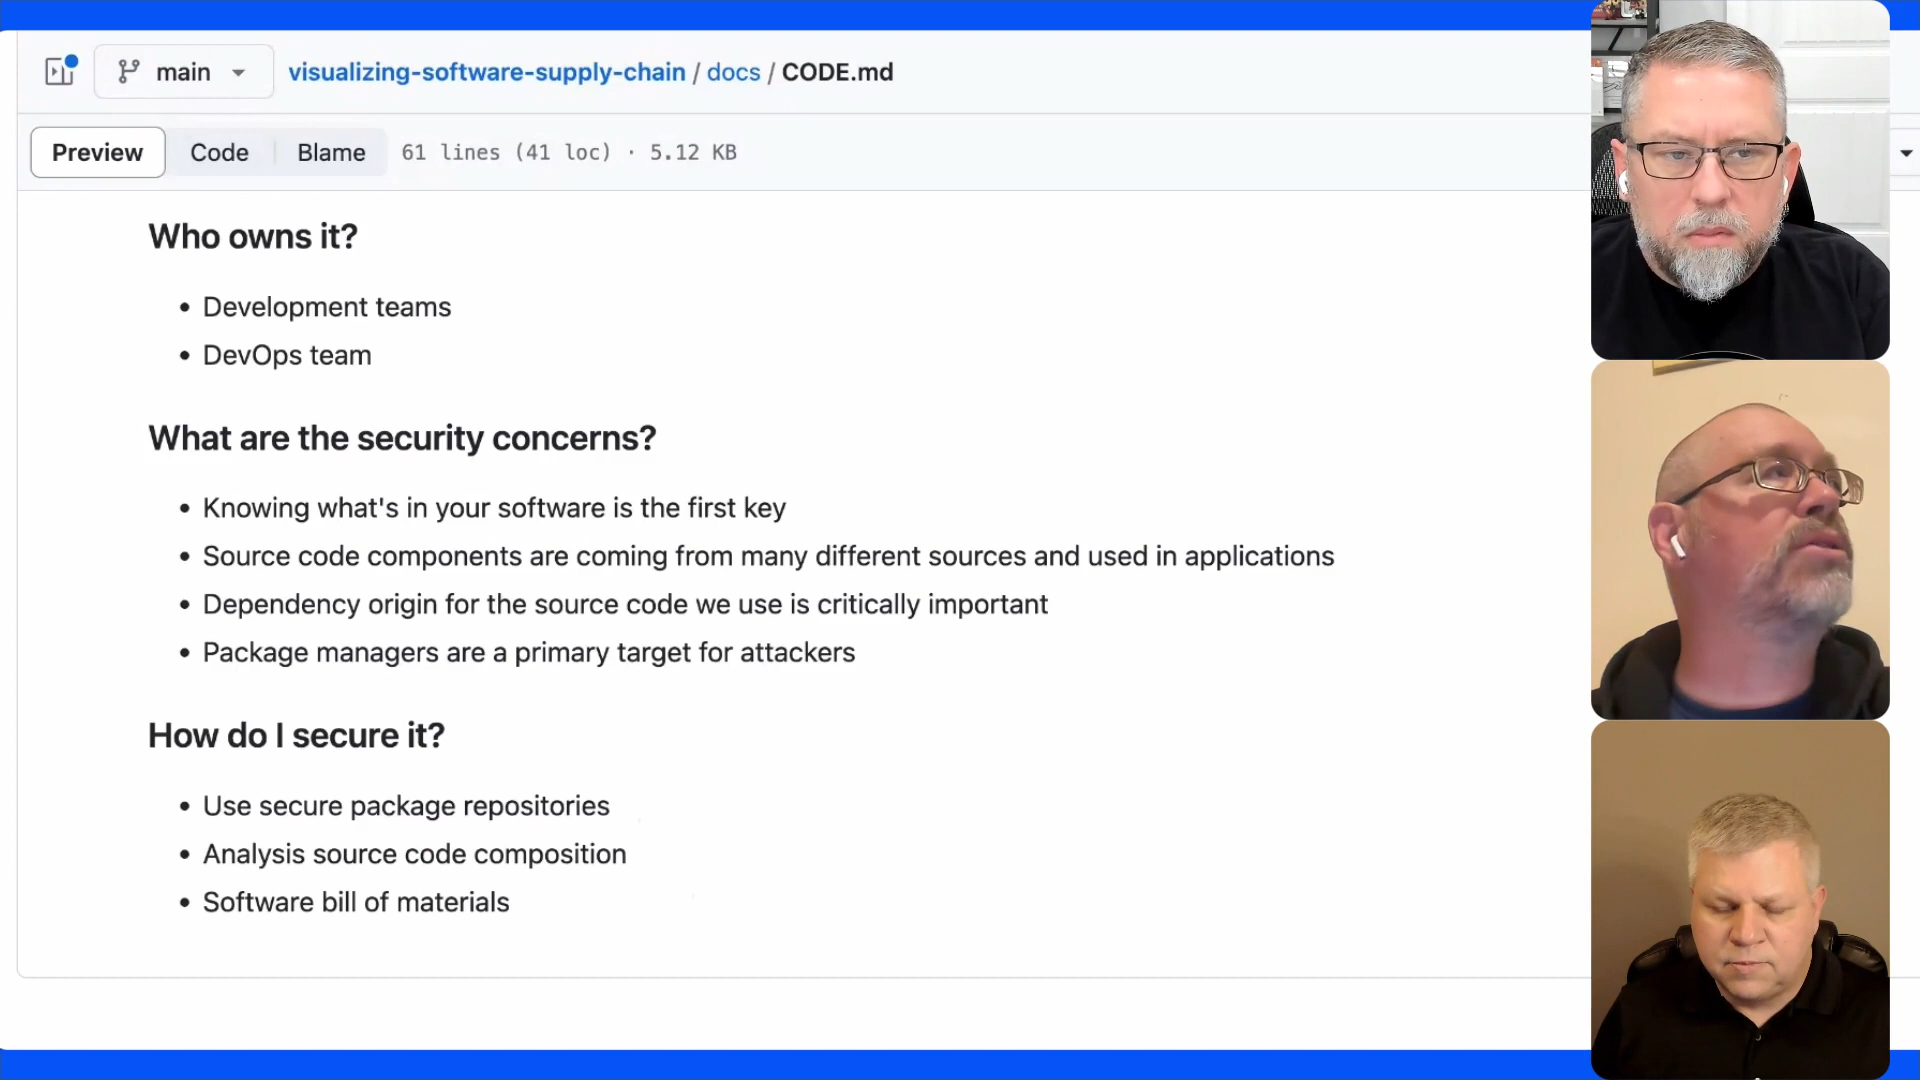 main
visualizing-software-supply-chain / docs / CODE.md
Preview Code Blame 61 lines (41 loc) · 5.12 KB
Who owns it?
• Development teams
• DevOps team
What are the security concerns?
• Knowing what's in your software is the first key
• Source code components are coming from many different sources and used in applications
• Dependency origin for the source code we use is critically important
• Package managers are a primary target for attackers
How do I secure it?
• Use secure package repositories
• Analysis source code composition
• Software bill of materials